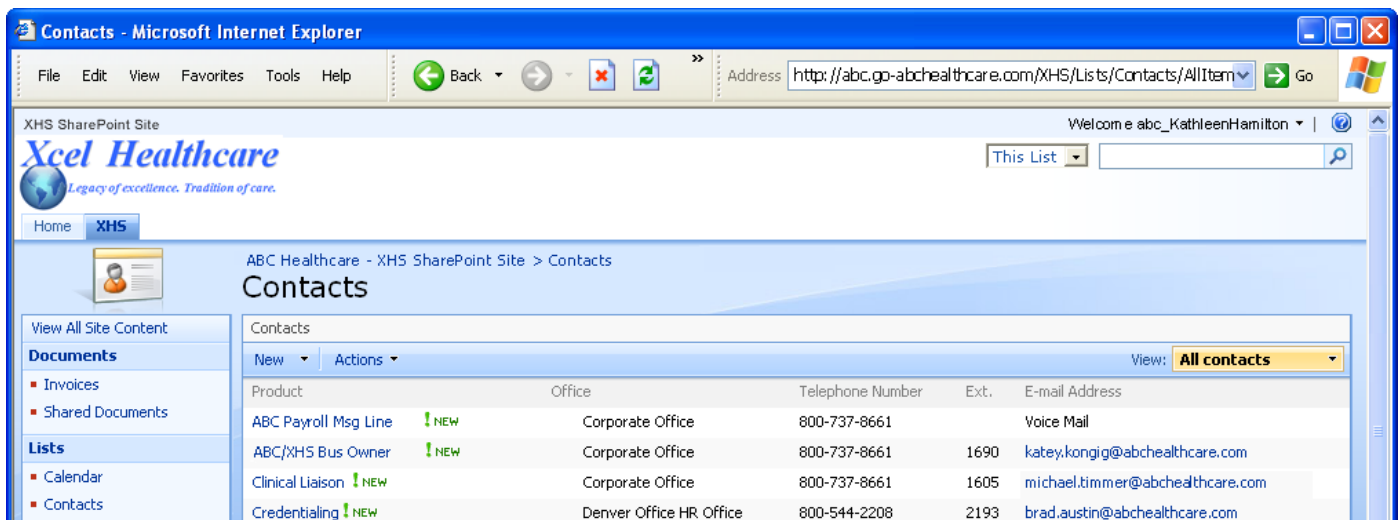 Contacts - Microsoft Internet Explorer
File Edit View Favorites Tools Help Back » Address http://abc.go-abchealthcare.com/XHS/Lists/Contacts/AllItem Go
XHS SharePoint Site Welcome abc_KathleenHamilton
Xcel Healthcare
This List
Legacy of excellence. Tradition of care.
Home XHS
ABC Healthcare - XHS SharePoint Site > Contacts
Contacts
View All Site Content Contacts
Documents New Actions View: All contacts
Invoices Product Office Telephone Number Ext. E-mail Address
Shared Documents ABC Payroll Msg Line ! NEW Corporate Office 800-737-8661 Voice Mail
Lists ABC/XHS Bus Owner ! NEW Corporate Office 800-737-8661 1690 katey.kongig@abchealthcare.com
Calendar Clinical Liaison ! NEW Corporate Office 800-737-8661 1605 michael.timmer@abchealthcare.com
Contacts Credentialing ! NEW Denver Office HR Office 800-544-2208 2193 brad.austin@abchealthcare.com